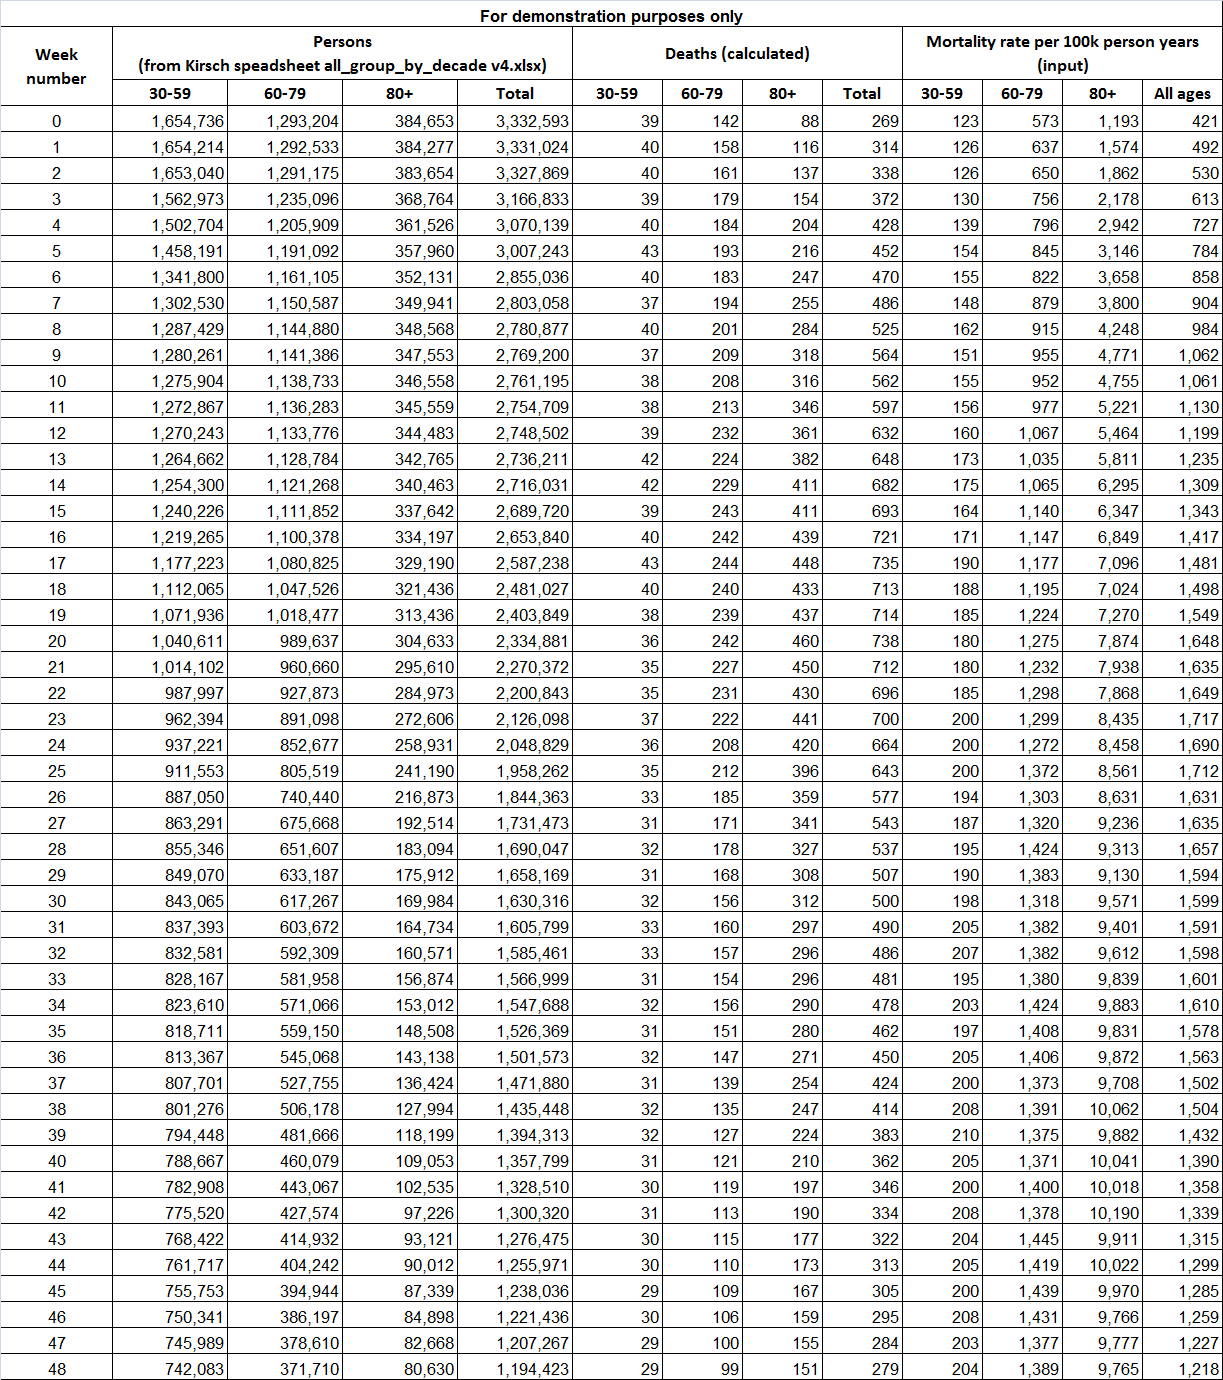 For demonstration purposes only
Week number Persons (from Kirsch speadsheet all_group_by_decade v4.xlsx) Deaths (calculated) Mortality rate per 100k person years (input)
30-59 60-79 80+ Total 30-59 60-79 80+ Total 30-59 60-79 80+ All ages
0 1,654,736 1,293,204 384,653 3,332,593 39 142 88 269 123 573 1,193 421
1 1,654,214 1,292,533 384,277 3,331,024 40 158 116 314 126 637 1,574 492
2 1,653,040 1,291,175 383,654 3,327,869 40 161 137 338 126 650 1,862 530
3 1,562,973 1,235,096 368,764 3,166,833 39 179 154 372 130 756 2,178 613
4 1,502,704 1,205,909 361,526 3,070,139 40 184 204 428 139 796 2,942 727
5 1,458,191 1,191,092 357,960 3,007,243 43 193 216 452 154 845 3,146 784
6 1,341,800 1,161,105 352,131 2,855,036 40 183 247 470 155 822 3,658 858
7 1,302,530 1,150,587 349,941 2,803,058 37 194 255 486 148 879 3,800 904
8 1,287,429 1,144,880 348,568 2,780,877 40 201 284 525 162 915 4,248 984
9 1,280,261 1,141,386 347,553 2,769,200 37 209 318 564 151 955 4,771 1,062
10 1,275,904 1,138,733 346,558 2,761,195 38 208 316 562 155 952 4,755 1,061
11 1,272,867 1,136,283 345,559 2,754,709 38 213 346 597 156 977 5,221 1,130
12 1,270,243 1,133,776 344,483 2,748,502 39 232 361 632 160 1,067 5,464 1,199
13 1,264,662 1,128,784 342,765 2,736,211 42 224 382 648 173 1,035 5,811 1,235
14 1,254,300 1,121,268 340,463 2,716,031 42 229 411 682 175 1,065 6,295 1,309
15 1,240,226 1,111,852 337,642 2,689,720 39 243 411 693 164 1,140 6,347 1,343
16 1,219,265 1,100,378 334,197 2,653,840 40 242 439 721 171 1,147 6,849 1,417
17 1,177,223 1,080,825 329,190 2,587,238 43 244 448 735 190 1,177 7,096 1,481
18 1,112,065 1,047,526 321,436 2,481,027 40 240 433 713 188 1,195 7,024 1,498
19 1,071,936 1,018,477 313,436 2,403,849 38 239 437 714 185 1,224 7,270 1,549
20 1,040,611 989,637 304,633 2,334,881 36 242 460 738 180 1,275 7,874 1,648
21 1,014,102 960,660 295,610 2,270,372 35 227 450 712 180 1,232 7,938 1,635
22 987,997 927,873 284,973 2,200,843 35 231 430 696 185 1,298 7,868 1,649
23 962,394 891,098 272,606 2,126,098 37 222 441 700 200 1,299 8,435 1,717
24 937,221 852,677 258,931 2,048,829 36 208 420 664 200 1,272 8,458 1,690
25 911,553 805,519 241,190 1,958,262 35 212 396 643 200 1,372 8,561 1,712
26 887,050 740,440 216,873 1,844,363 33 185 359 577 194 1,303 8,631 1,631
27 863,291 675,668 192,514 1,731,473 31 171 341 543 187 1,320 9,236 1,635
28 855,346 651,607 183,094 1,690,047 32 178 327 537 195 1,424 9,313 1,657
29 849,070 633,187 175,912 1,658,169 31 168 308 507 190 1,383 9,130 1,594
30 843,065 617,267 169,984 1,630,316 32 156 312 500 198 1,318 9,571 1,599
31 837,393 603,672 164,734 1,605,799 33 160 297 490 205 1,382 9,401 1,591
32 832,581 592,309 160,571 1,585,461 33 157 296 486 207 1,382 9,612 1,598
33 828,167 581,958 156,874 1,566,999 31 154 296 481 195 1,380 9,839 1,601
34 823,610 571,066 153,012 1,547,688 32 156 290 478 203 1,424 9,883 1,610
35 818,711 559,150 148,508 1,526,369 31 151 280 462 197 1,408 9,831 1,578
36 813,367 545,068 143,138 1,501,573 32 147 271 450 205 1,406 9,872 1,563
37 807,701 527,755 136,424 1,471,880 31 139 254 424 200 1,373 9,708 1,502
38 801,276 506,178 127,994 1,435,448 32 135 247 414 208 1,391 10,062 1,504
39 794,448 481,666 118,199 1,394,313 32 127 224 383 210 1,375 9,882 1,432
40 788,667 460,079 109,053 1,357,799 31 121 210 362 205 1,371 10,041 1,390
41 782,908 443,067 102,535 1,328,510 30 119 197 346 200 1,400 10,018 1,358
42 775,520 427,574 97,226 1,300,320 31 113 190 334 208 1,378 10,190 1,339
43 768,422 414,932 93,121 1,276,475 30 115 177 322 204 1,445 9,911 1,315
44 761,717 404,242 90,012 1,255,971 30 110 173 313 205 1,419 10,022 1,299
45 755,753 394,944 87,339 1,238,036 29 109 167 305 200 1,439 9,970 1,285
46 750,341 386,197 84,898 1,221,436 30 106 159 295 208 1,431 9,766 1,259
47 745,989 378,610 82,668 1,207,267 29 100 155 284 203 1,377 9,777 1,227
48 742,083 371,710 80,630 1,194,423 29 99 151 279 204 1,389 9,765 1,218